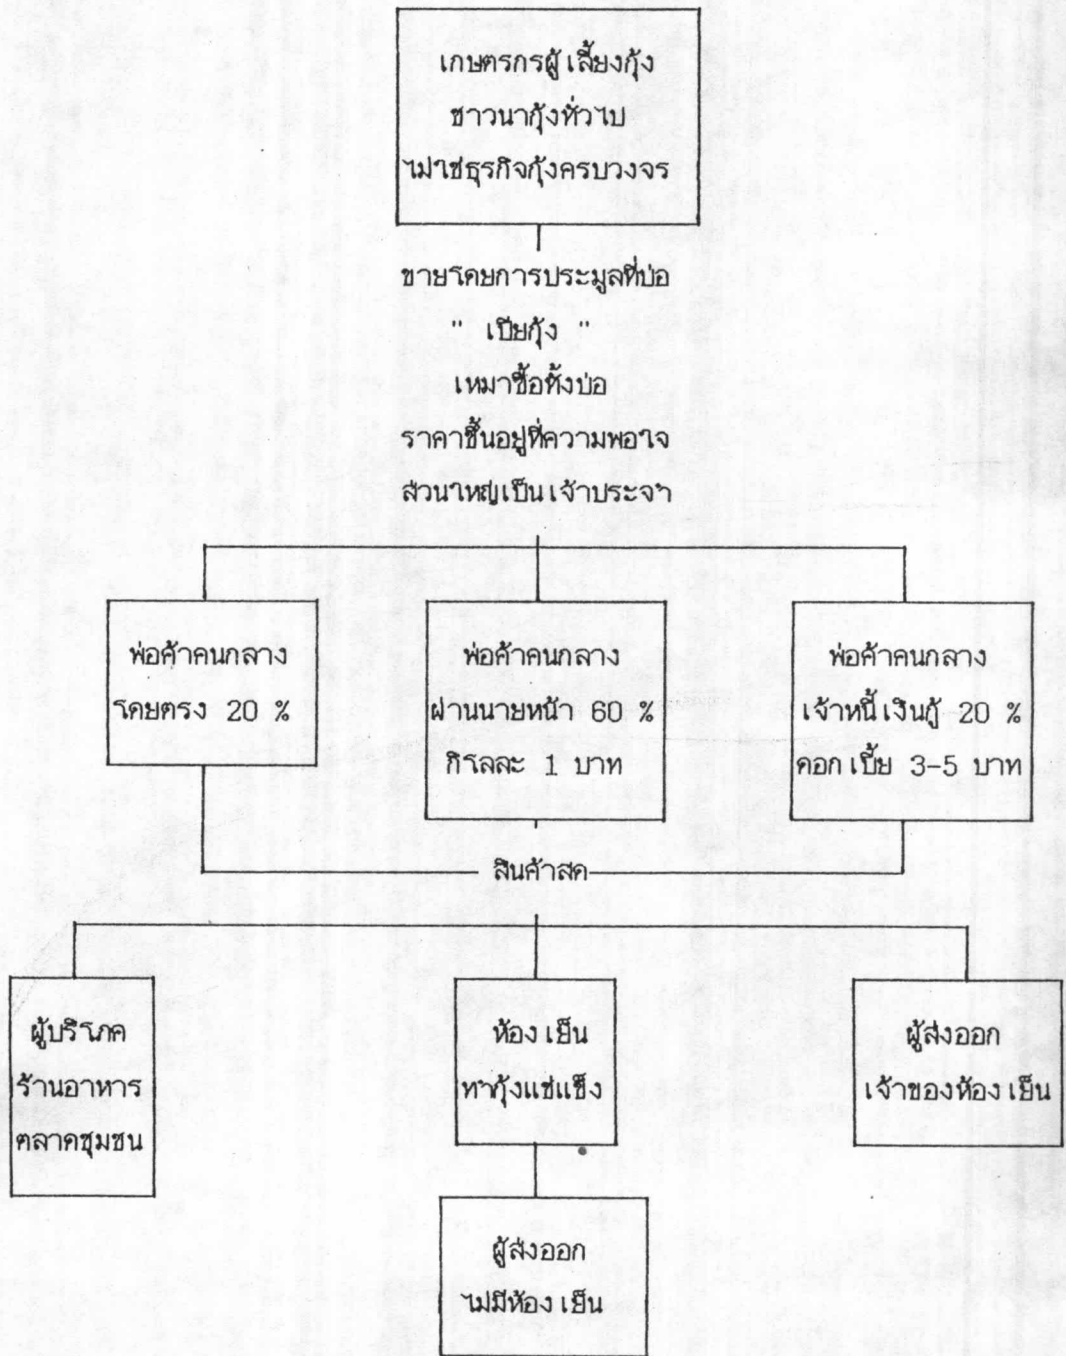 เกษตรกรผู้เลี้ยงกุ้ง
ชาวนากุ้งทั่วไป
ไม่ใช่ธุรกิจกุ้งครบวงจร
ขายโดยการประมูลที่บ่อ
" เปียกุ้ง "
เหมาซื้อทั้งบ่อ
ราคาขึ้นอยู่ที่ความพอใจ
ส่วนใหญ่เป็นเจ้าประจำ
พ่อค้าคนกลาง
โดยตรง 20 %
พ่อค้าคนกลาง
ผ่านนายหน้า 60 %
กิโลละ 1 บาท
พ่อค้าคนกลาง
เจ้าหนี้เงินกู้ 20 %
ดอกเบี้ย 3-5 บาท
สินค้าสด
ผู้บริโภค
ร้านอาหาร
ตลาดชุมชน
ห้องเย็น
ทำกุ้งแช่แข็ง
ผู้ส่งออก
เจ้าของห้องเย็น
ผู้ส่งออก
ไม่มีห้องเย็น